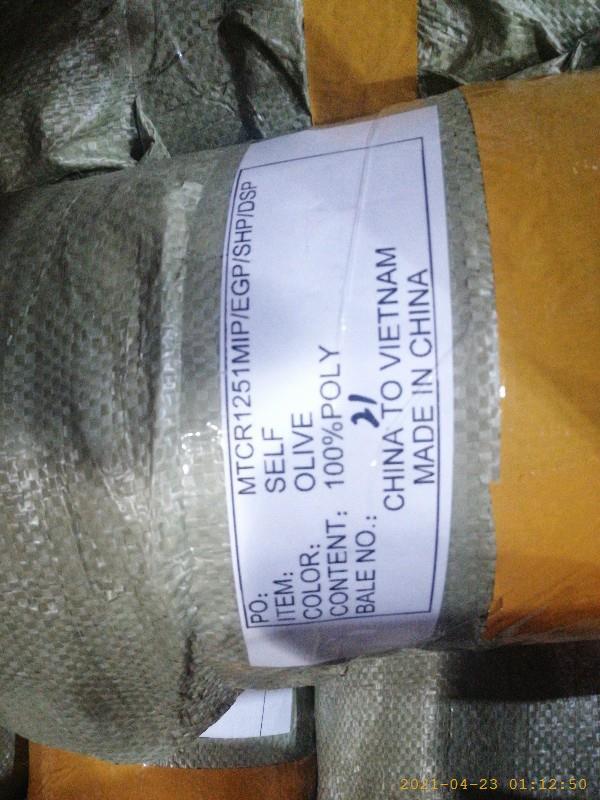 PO: MTCR1251MIP/EGP/SHP/DSP
ITEM: SELF
COLOR: OLIVE
CONTENT: 100%POLY
BALE NO.: 21
CHINA TO VIETNAM
MADE IN CHINA
2021-04-23 01:12:50